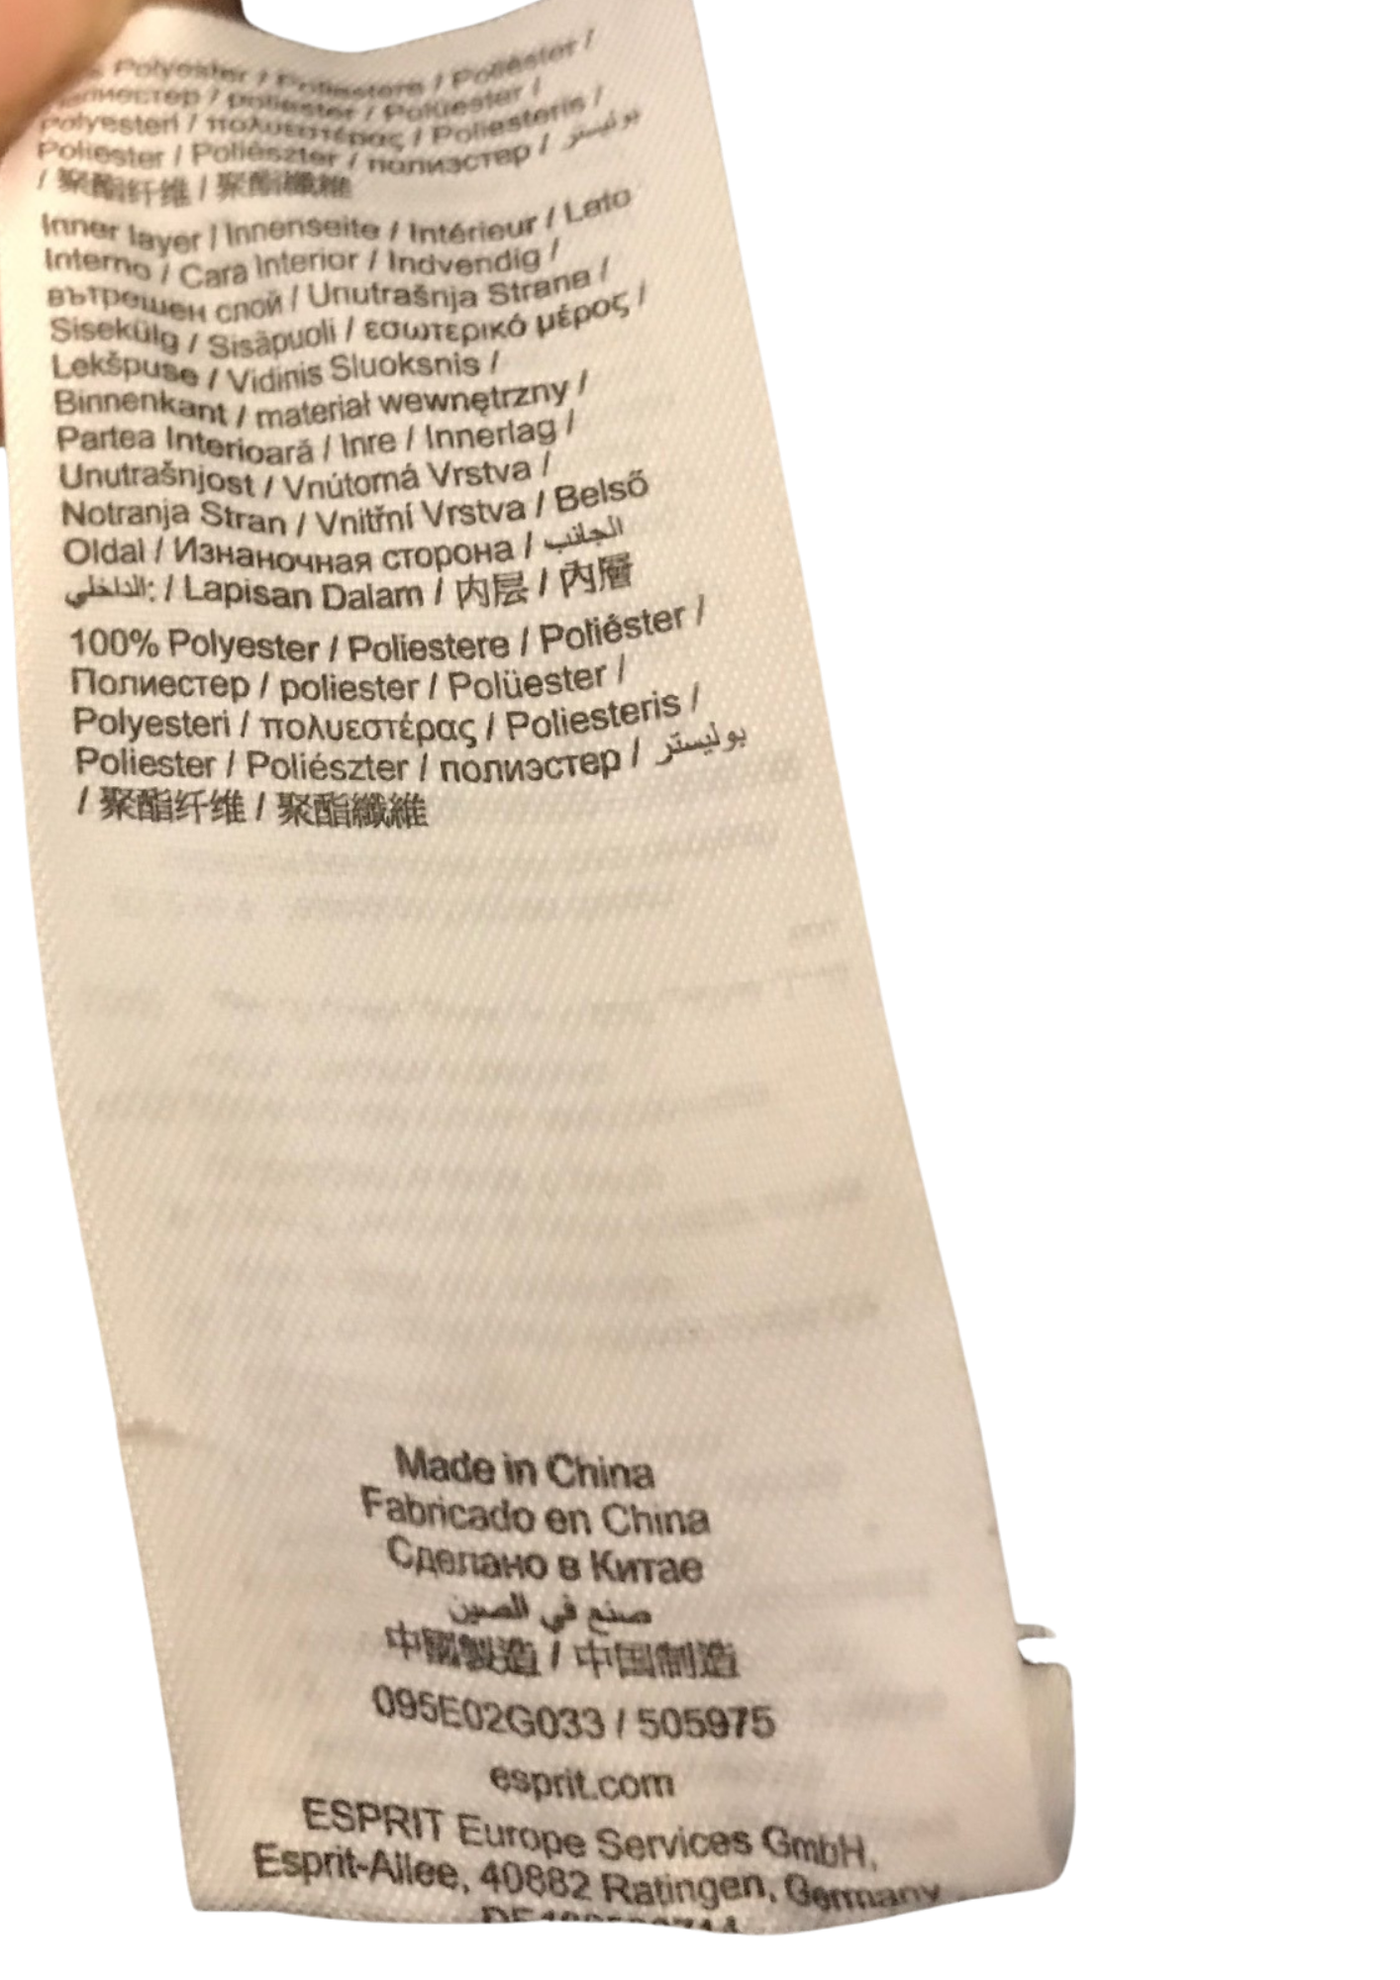 Polyester / Poliestere / Poliéster /
/ poliester / Polüester /
Polyesteri / πολυεστέρας / Poliesteris /
Poliester / Poliészter / полиэстер / بوليستر
/ 聚酯纤维 / 聚酯纖維
Inner layer / Innenseite / Intérieur / Lato
Interno / Cara Interior / Indvendig /
вътрешен слой / Unutrašnja Strana /
Sisekülg / Sisäpuoli / εσωτερικό μέρος /
Lekšpuse / Vidinis Sluoksnis /
Binnenkant / materiał wewnętrzny /
Partea Interioară / Inre / Innerlag /
Unutrašnjost / Vnútorná Vrstva /
Notranja Stran / Vnitřní Vrstva / Belső
Oldal / Изнаночная сторона / الجانب
الداخلي: / Lapisan Dalam / 内层 / 內層
100% Polyester / Poliestere / Poliéster /
Полиестер / poliester / Polüester /
Polyesteri / πολυεστέρας / Poliesteris /
Poliester / Poliészter / полиэстер / بوليستر
/ 聚酯纤维 / 聚酯纖維
Made in China
Fabricado en China
Сделано в Китае
صنع في الصين
中國製造 / 中国制造
095E02G033 / 505975
esprit.com
ESPRIT Europe Services GmbH,
Esprit-Allee, 40882 Ratingen, Germany